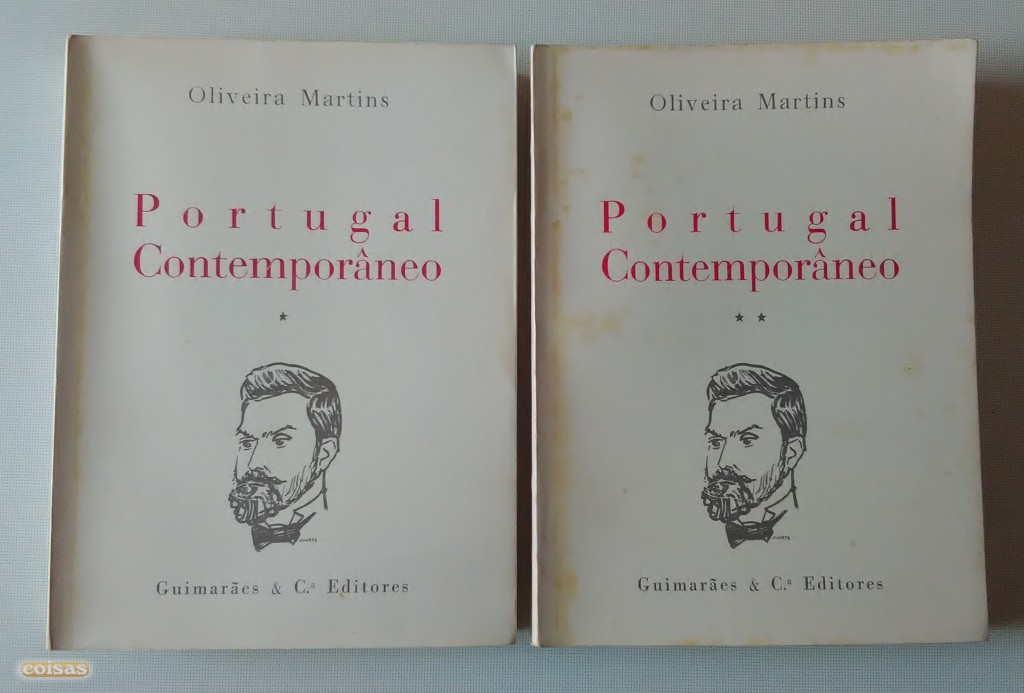 Oliveira Martins
Portugal
Contemporâneo
★
Guimarães & C.ª Editores
Oliveira Martins
Portugal
Contemporâneo
★ ★
Guimarães & C.ª Editores
coisas